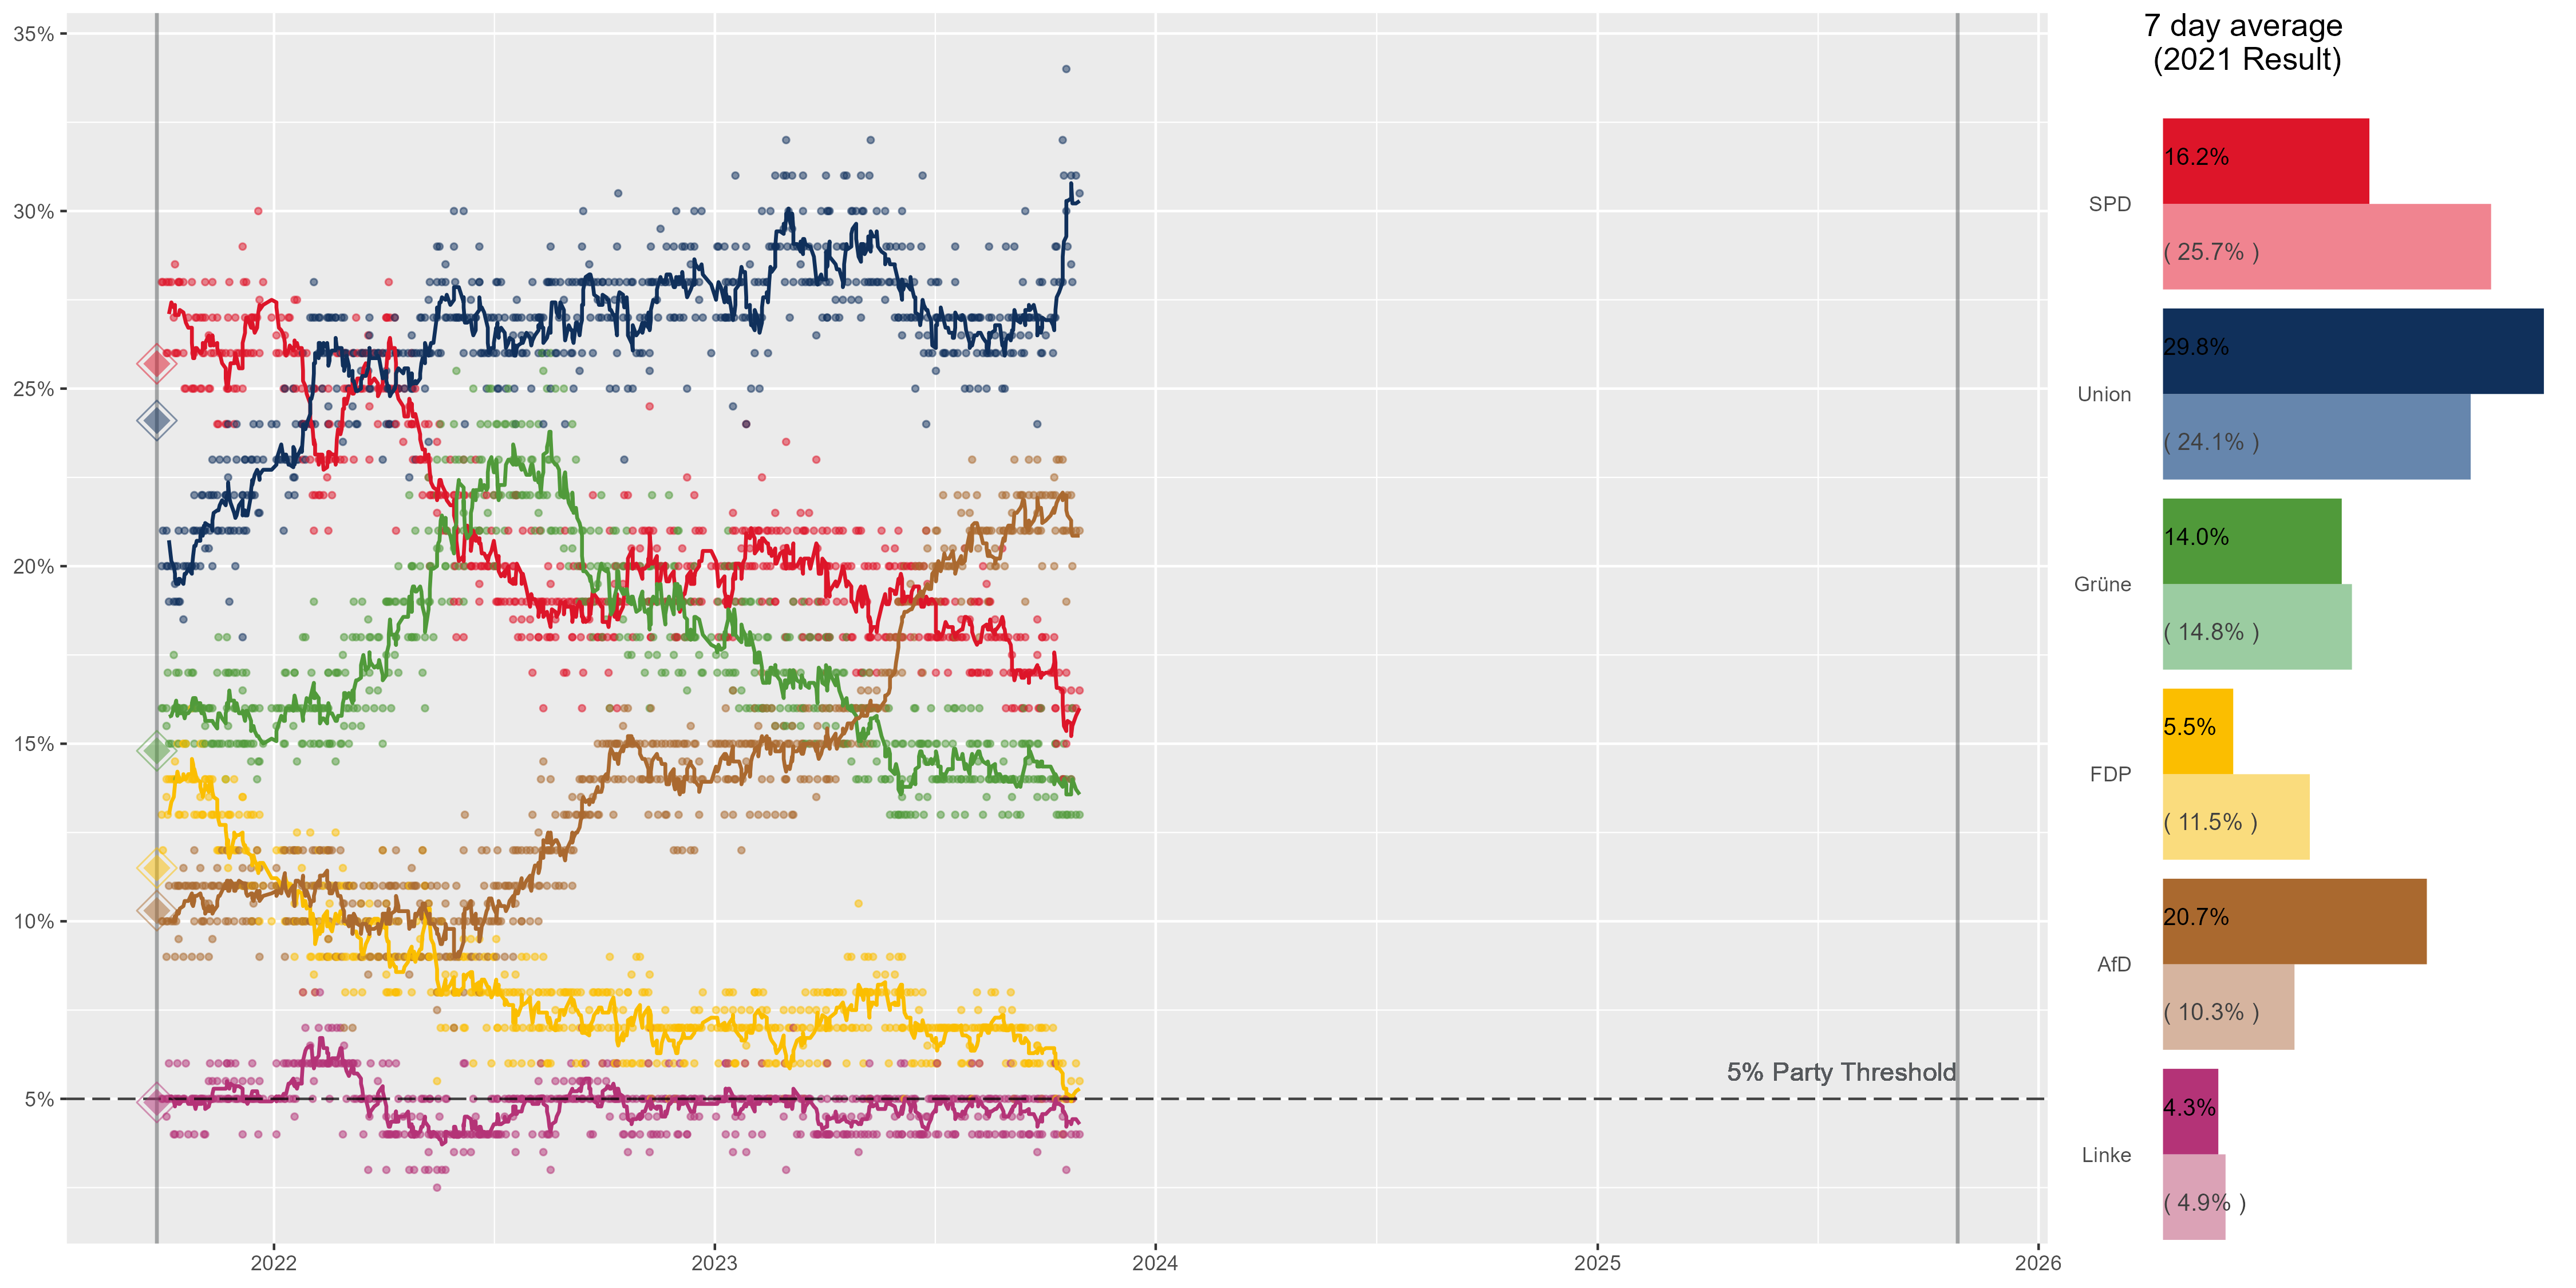 35%
30%
25%
20%
15%
10%
5%
5% Party Threshold
2022
2023
2024
2025
2026
7 day average
(2021 Result)
SPD
16.2%
( 25.7% )
Union
29.8%
( 24.1% )
Grüne
14.0%
( 14.8% )
FDP
5.5%
( 11.5% )
AfD
20.7%
( 10.3% )
Linke
4.3%
( 4.9% )